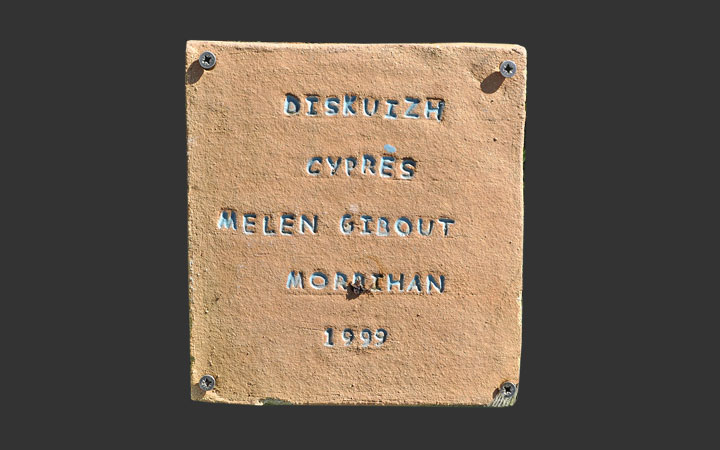 DISKUIZH
CYPRÈS
MELEN GIBOUT
MORBIHAN
1999